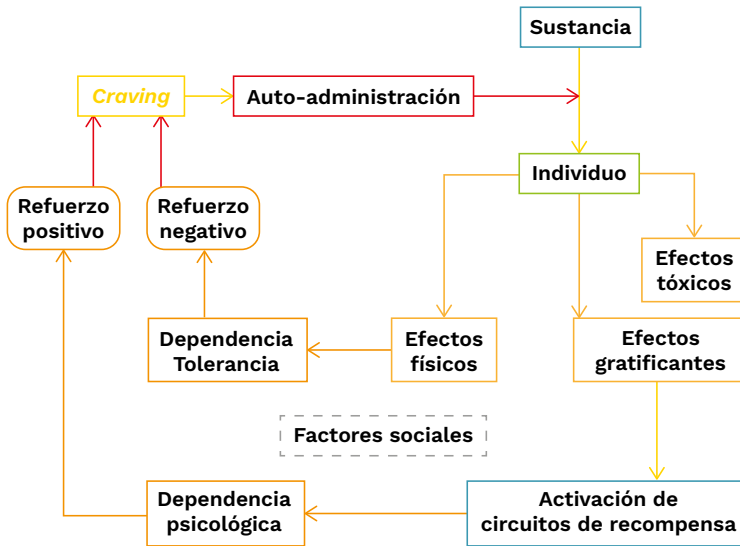 Sustancia
Craving
Auto-administración
Individuo
Refuerzo
positivo
Refuerzo
negativo
Efectos
tóxicos
Dependencia
Tolerancia
Efectos
físicos
Efectos
gratificantes
Factores sociales
Dependencia
psicológica
Activación de
circuitos de recompensa